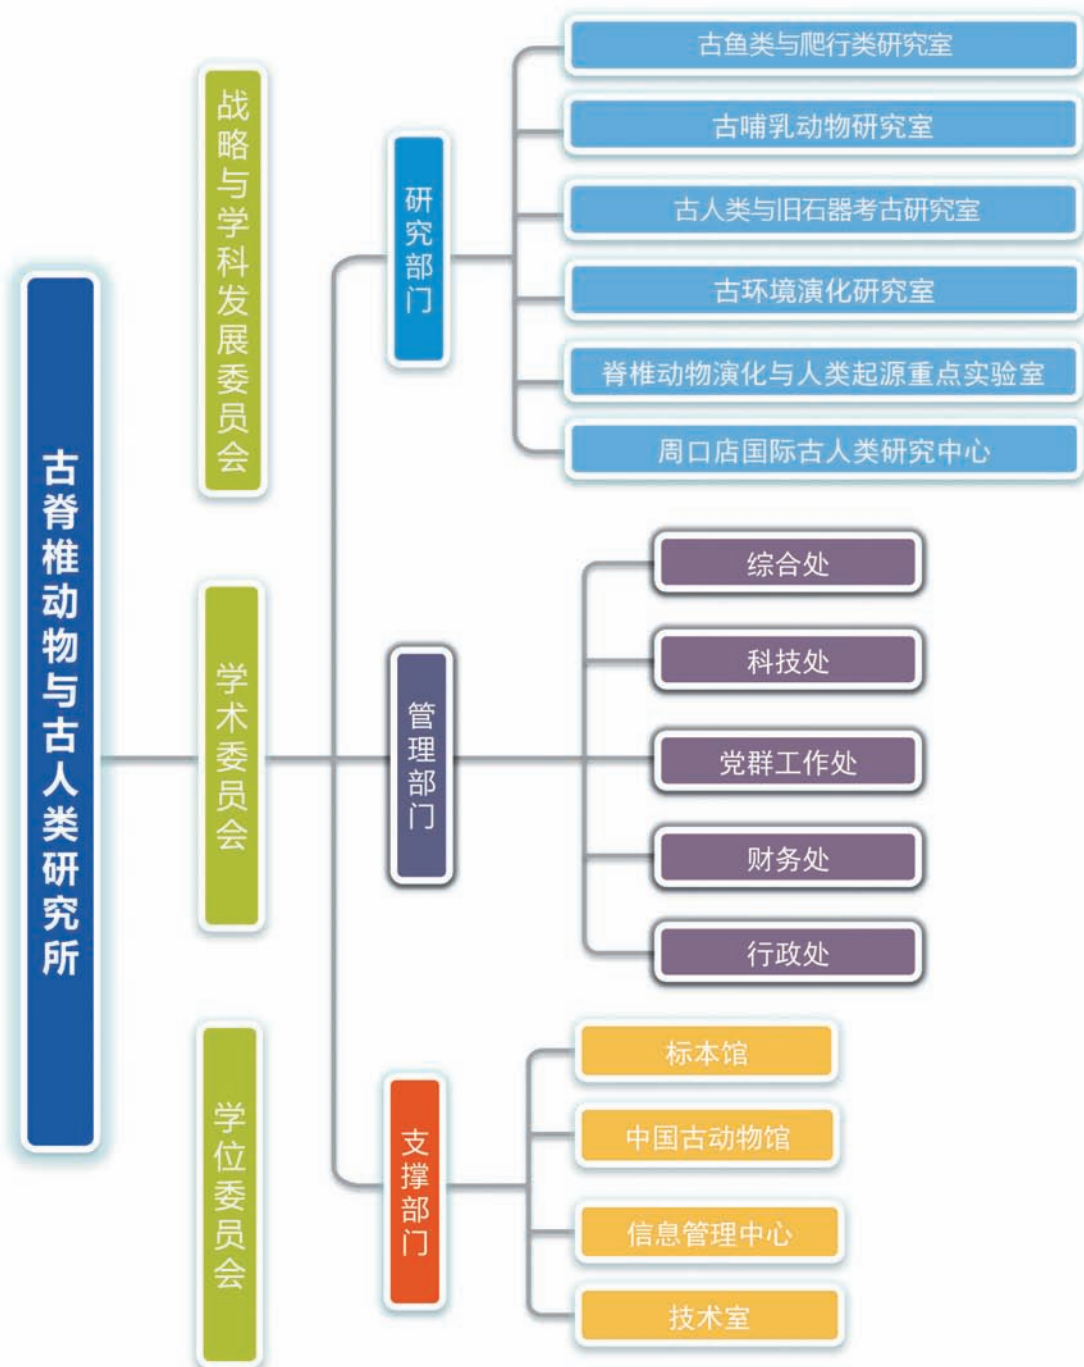 古脊椎动物与古人类研究所
战略与学科发展委员会
学术委员会
学位委员会
研究部门
古鱼类与爬行类研究室
古哺乳动物研究室
古人类与旧石器考古研究室
古环境演化研究室
脊椎动物演化与人类起源重点实验室
周口店国际古人类研究中心
管理部门
综合处
科技处
党群工作处
财务处
行政处
支撑部门
标本馆
中国古动物馆
信息管理中心
技术室